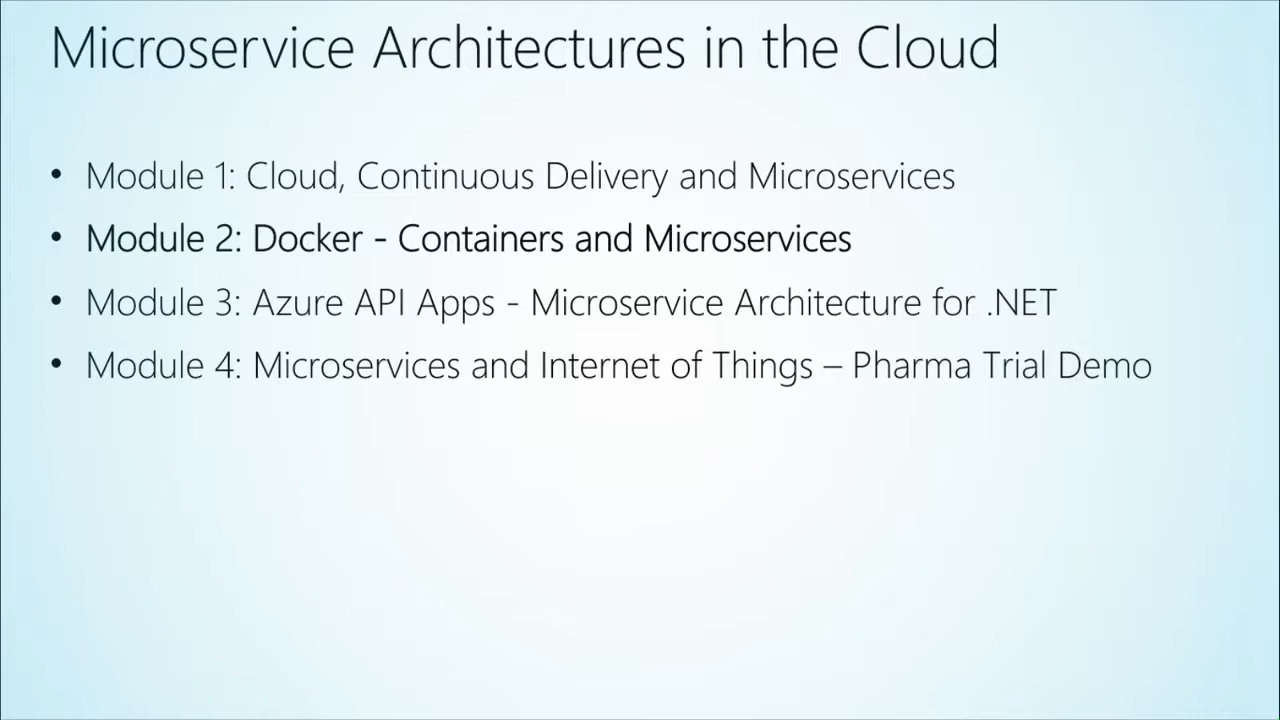 Microservice Architectures in the Cloud
• Module 1: Cloud, Continuous Delivery and Microservices
• Module 2: Docker - Containers and Microservices
• Module 3: Azure API Apps - Microservice Architecture for .NET
• Module 4: Microservices and Internet of Things – Pharma Trial Demo